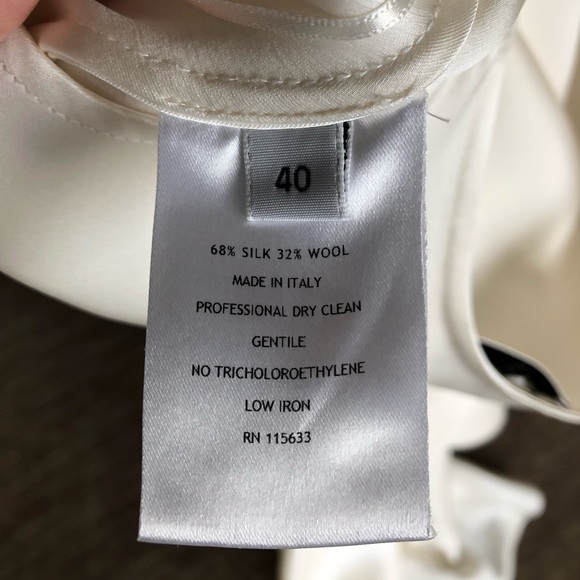 40
68% SILK 32% WOOL
MADE IN ITALY
PROFESSIONAL DRY CLEAN
GENTILE
NO TRICHOLOROETHYLENE
LOW IRON
RN 115633